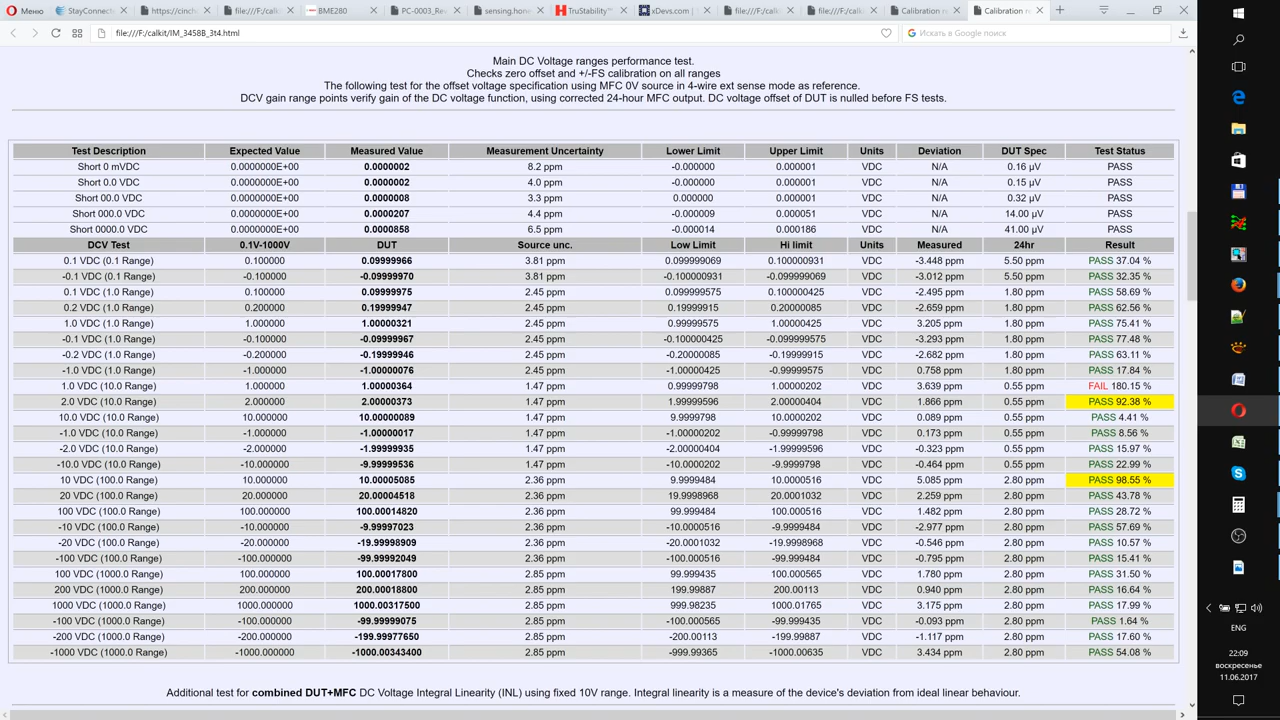 Меню
StayConnect
https://cinch
file:///F:/calk
BME280
PC-0003_Rev
sensing.hone
TruStability™
xDevs.com |
file:///F:/calk
file:///F:/calk
Calibration re
Calibration re
file:///F:/calkit/IM_3458B_3t4.html
Искать в Google поиск
Main DC Voltage ranges performance test.
Checks zero offset and +/-FS calibration on all ranges
The following test for the offset voltage specification using MFC 0V source in 4-wire ext sense mode as reference.
DCV gain range points verify gain of the DC voltage function, using corrected 24-hour MFC output. DC voltage offset of DUT is nulled before FS tests.
Test Description Expected Value Measured Value Measurement Uncertainty Lower Limit Upper Limit Units Deviation DUT Spec Test Status
Short 0 mVDC 0.0000000E+00 0.0000002 8.2 ppm -0.000000 0.000001 VDC N/A 0.16 µV PASS
Short 0.0 VDC 0.0000000E+00 0.0000002 4.0 ppm -0.000000 0.000001 VDC N/A 0.15 µV PASS
Short 00.0 VDC 0.0000000E+00 0.0000008 3.3 ppm 0.000000 0.000001 VDC N/A 0.32 µV PASS
Short 000.0 VDC 0.0000000E+00 0.0000207 4.4 ppm -0.000009 0.000051 VDC N/A 14.00 µV PASS
Short 0000.0 VDC 0.0000000E+00 0.0000858 6.5 ppm -0.000014 0.000186 VDC N/A 41.00 µV PASS
DCV Test 0.1V-1000V DUT Source unc. Low Limit Hi limit Units Measured 24hr Result
0.1 VDC (0.1 Range) 0.100000 0.09999966 3.81 ppm 0.099999069 0.100000931 VDC -3.448 ppm 5.50 ppm PASS 37.04 %
-0.1 VDC (0.1 Range) -0.100000 -0.09999970 3.81 ppm -0.100000931 -0.099999069 VDC -3.012 ppm 5.50 ppm PASS 32.35 %
0.1 VDC (1.0 Range) 0.100000 0.09999975 2.45 ppm 0.099999575 0.100000425 VDC -2.495 ppm 1.80 ppm PASS 58.69 %
0.2 VDC (1.0 Range) 0.200000 0.19999947 2.45 ppm 0.19999915 0.20000085 VDC -2.659 ppm 1.80 ppm PASS 62.56 %
1.0 VDC (1.0 Range) 1.000000 1.00000321 2.45 ppm 0.99999575 1.00000425 VDC 3.205 ppm 1.80 ppm PASS 75.41 %
-0.1 VDC (1.0 Range) -0.100000 -0.09999967 2.45 ppm -0.100000425 -0.099999575 VDC -3.293 ppm 1.80 ppm PASS 77.48 %
-0.2 VDC (1.0 Range) -0.200000 -0.19999946 2.45 ppm -0.20000085 -0.19999915 VDC -2.682 ppm 1.80 ppm PASS 63.11 %
-1.0 VDC (1.0 Range) -1.000000 -1.00000076 2.45 ppm -1.00000425 -0.99999575 VDC 0.758 ppm 1.80 ppm PASS 17.84 %
1.0 VDC (10.0 Range) 1.000000 1.00000364 1.47 ppm 0.99999798 1.00000202 VDC 3.639 ppm 0.55 ppm FAIL 180.15 %
2.0 VDC (10.0 Range) 2.000000 2.00000373 1.47 ppm 1.99999596 2.00000404 VDC 1.866 ppm 0.55 ppm PASS 92.38 %
10.0 VDC (10.0 Range) 10.000000 10.00000089 1.47 ppm 9.9999798 10.0000202 VDC 0.089 ppm 0.55 ppm PASS 4.41 %
-1.0 VDC (10.0 Range) -1.000000 -1.00000017 1.47 ppm -1.00000202 -0.99999798 VDC 0.173 ppm 0.55 ppm PASS 8.56 %
-2.0 VDC (10.0 Range) -2.000000 -1.99999935 1.47 ppm -2.00000404 -1.99999596 VDC -0.323 ppm 0.55 ppm PASS 15.97 %
-10.0 VDC (10.0 Range) -10.000000 -9.99999536 1.47 ppm -10.0000202 -9.9999798 VDC -0.464 ppm 0.55 ppm PASS 22.99 %
10 VDC (100.0 Range) 10.000000 10.00005085 2.36 ppm 9.9999484 10.0000516 VDC 5.085 ppm 2.80 ppm PASS 98.55 %
20 VDC (100.0 Range) 20.000000 20.00004518 2.36 ppm 19.9998968 20.0001032 VDC 2.259 ppm 2.80 ppm PASS 43.78 %
100 VDC (100.0 Range) 100.000000 100.00014820 2.36 ppm 99.999484 100.000516 VDC 1.482 ppm 2.80 ppm PASS 28.72 %
-10 VDC (100.0 Range) -10.000000 -9.99997023 2.36 ppm -10.0000516 -9.9999484 VDC -2.977 ppm 2.80 ppm PASS 57.69 %
-20 VDC (100.0 Range) -20.000000 -19.99998909 2.36 ppm -20.0001032 -19.9998968 VDC -0.546 ppm 2.80 ppm PASS 10.57 %
-100 VDC (100.0 Range) -100.000000 -99.99992049 2.36 ppm -100.000516 -99.999484 VDC -0.795 ppm 2.80 ppm PASS 15.41 %
100 VDC (1000.0 Range) 100.000000 100.00017800 2.85 ppm 99.999435 100.000565 VDC 1.780 ppm 2.80 ppm PASS 31.50 %
200 VDC (1000.0 Range) 200.000000 200.00018800 2.85 ppm 199.99887 200.00113 VDC 0.940 ppm 2.80 ppm PASS 16.64 %
1000 VDC (1000.0 Range) 1000.000000 1000.00317500 2.85 ppm 999.98235 1000.01765 VDC 3.175 ppm 2.80 ppm PASS 17.99 %
-100 VDC (1000.0 Range) -100.000000 -99.99999075 2.85 ppm -100.000565 -99.999435 VDC -0.093 ppm 2.80 ppm PASS 1.64 %
-200 VDC (1000.0 Range) -200.000000 -199.99977650 2.85 ppm -200.00113 -199.99887 VDC -1.117 ppm 2.80 ppm PASS 17.60 %
-1000 VDC (1000.0 Range) -1000.000000 -1000.00343400 2.85 ppm -999.99365 -1000.00635 VDC 3.434 ppm 2.80 ppm PASS 54.08 %
Additional test for combined DUT+MFC DC Voltage Integral Linearity (INL) using fixed 10V range. Integral linearity is a measure of the source's deviation from ideal linear behaviour.
ENG
22:09
воскресенье
11.06.2017